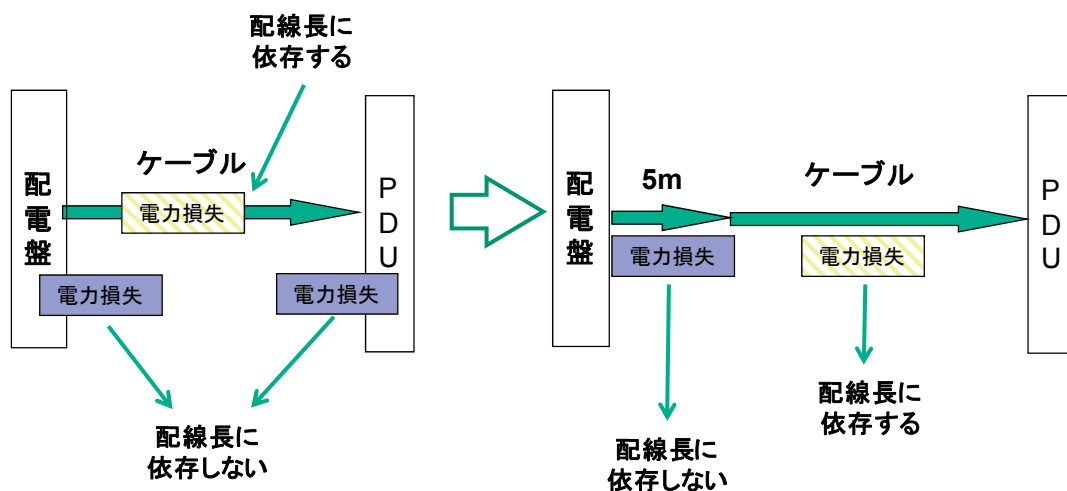 配線長に
依存する
配電盤
ケーブル
電力損失
PDU
電力損失
電力損失
配線長に
依存しない
配電盤
5m
ケーブル
PDU
電力損失
電力損失
配線長に
依存する
配線長に
依存しない